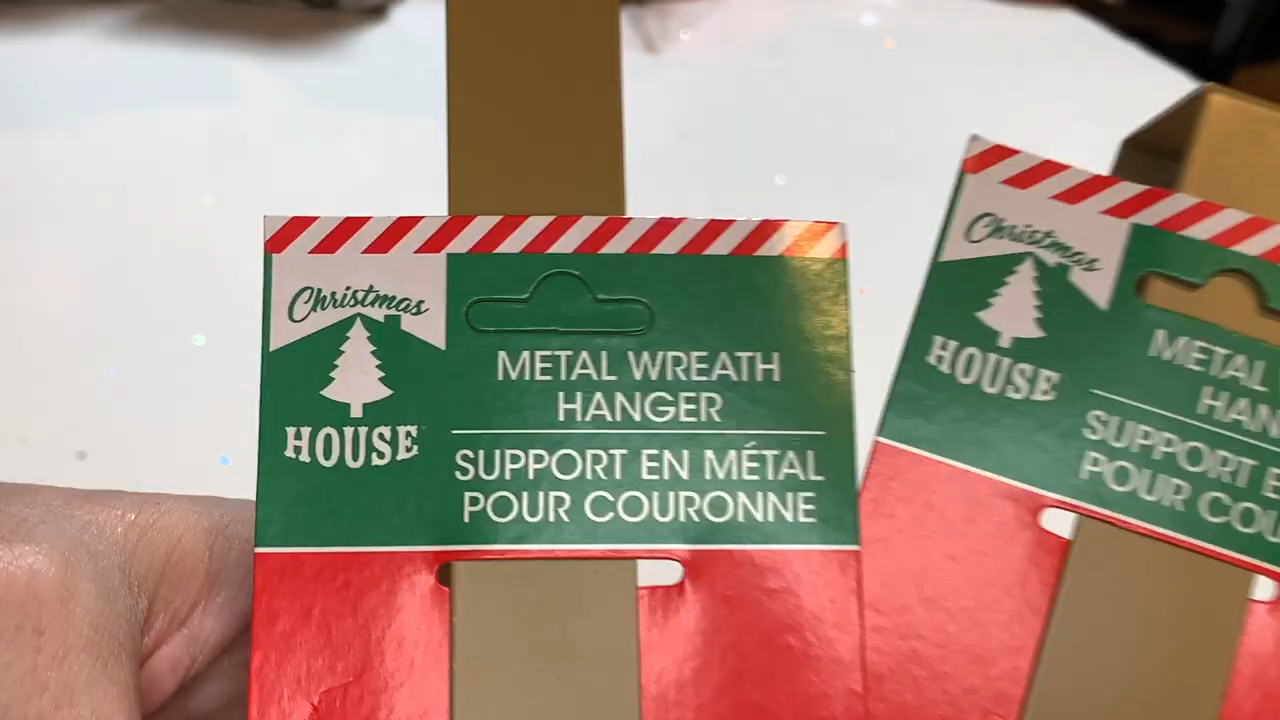 Christmas
HOUSE
METAL WREATH
HANGER
SUPPORT EN MÉTAL
POUR COURONNE
Christmas
HOUSE
METAL
HAN
SUPPORT E
POUR COU